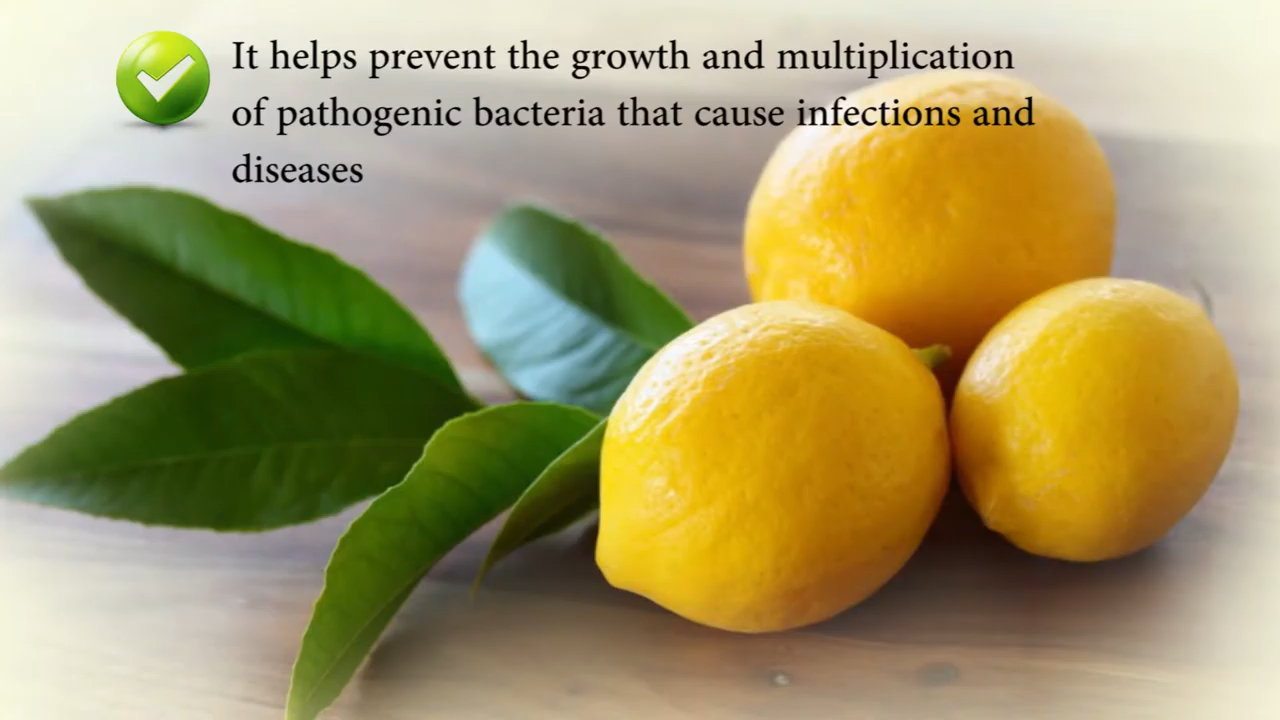 It helps prevent the growth and multiplication
of pathogenic bacteria that cause infections and
diseases